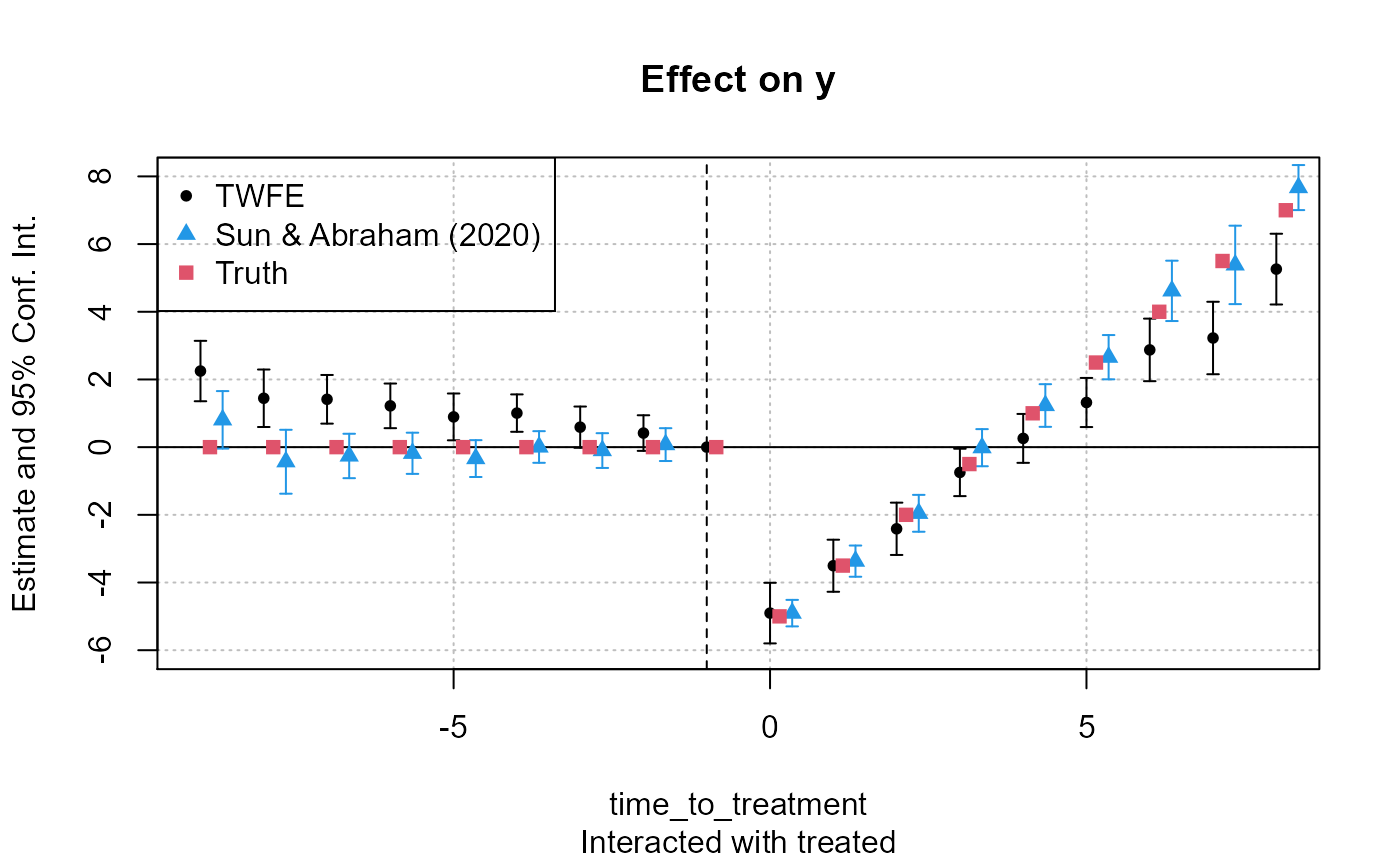 Effect on y
TWFE
Sun & Abraham (2020)
Truth
Estimate and 95% Conf. Int.
8
6
4
2
0
-2
-4
-6
-5
0
5
time_to_treatment
Interacted with treated